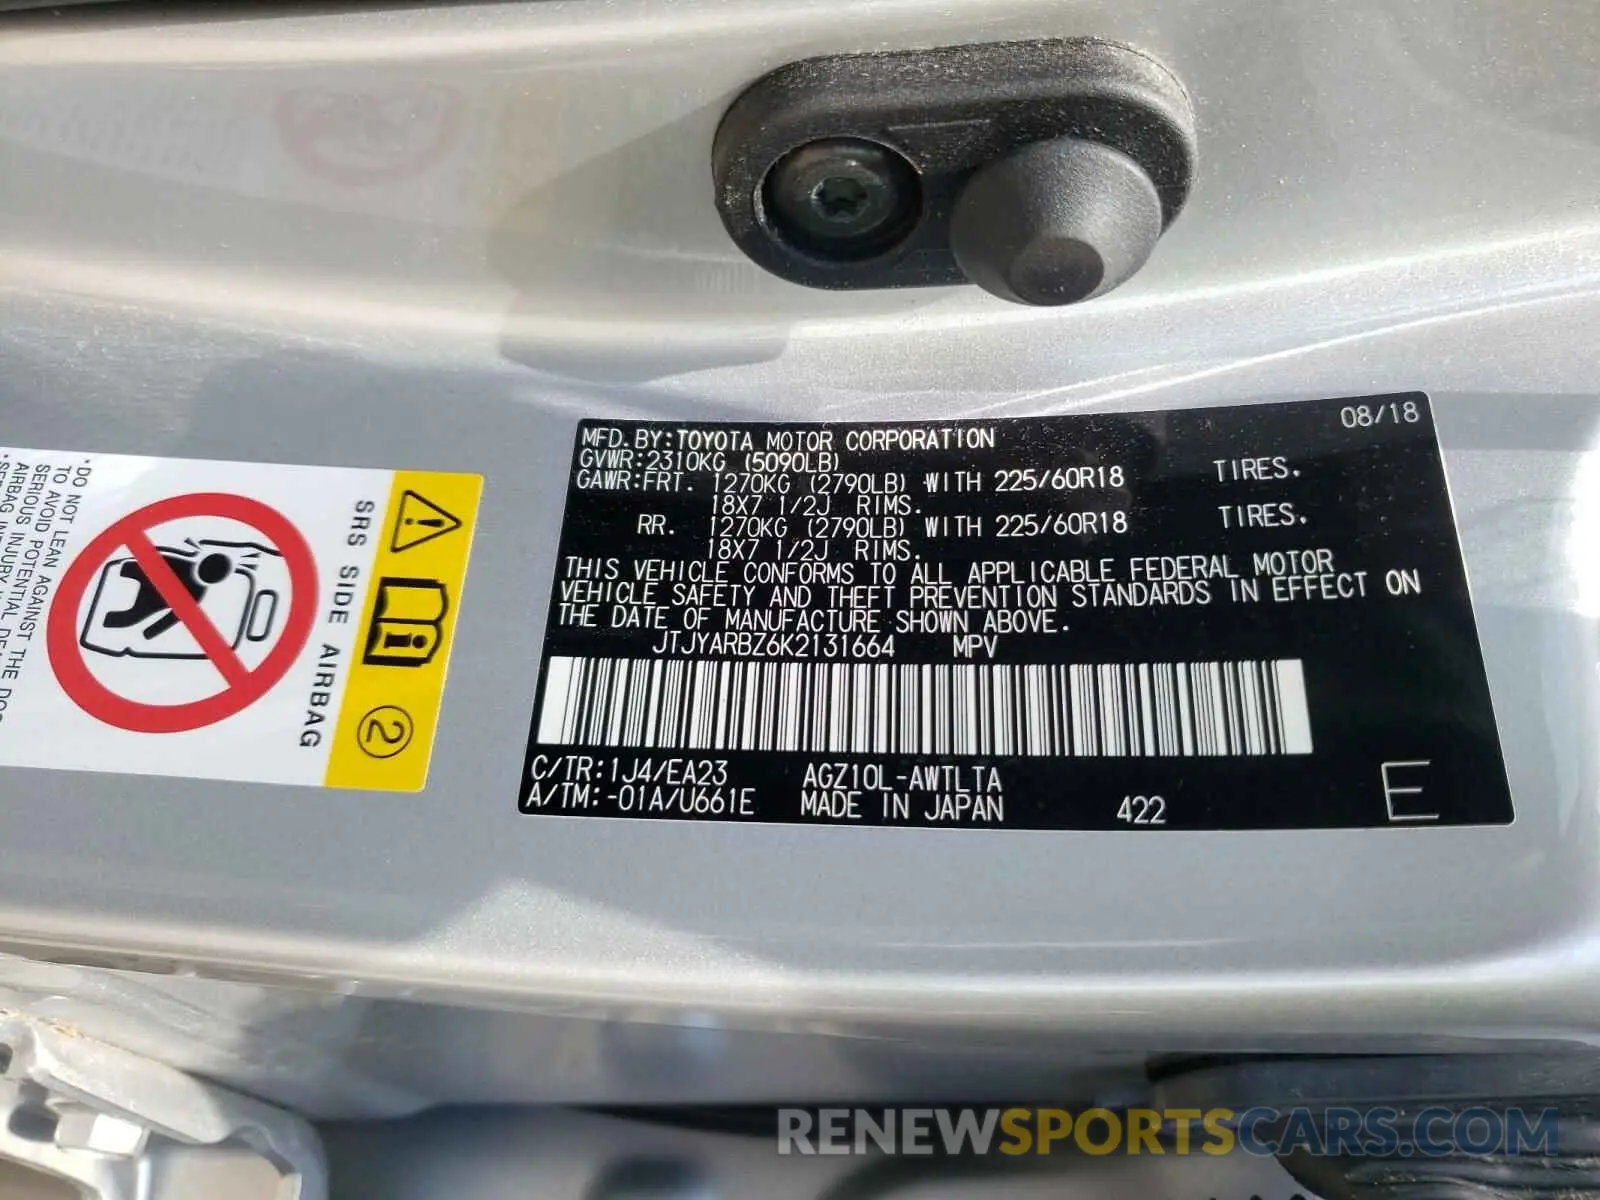 08/18
MFD. BY:TOYOTA MOTOR CORPORATION
GVWR:2310KG (5090LB)
GAWR:FRT. 1270KG (2790LB) WITH 225/60R18 TIRES.
18X7 1/2J RIMS.
RR. 1270KG (2790LB) WITH 225/60R18 TIRES.
18X7 1/2J RIMS.
THIS VEHICLE CONFORMS TO ALL APPLICABLE FEDERAL MOTOR
VEHICLE SAFETY AND THEFT PREVENTION STANDARDS IN EFFECT ON
THE DATE OF MANUFACTURE SHOWN ABOVE.
JTJYARBZ6K2131664 MPV
C/TR:1J4/EA23 AGZ10L-AWTLTA
A/TM:-01A/U661E MADE IN JAPAN 422 E
2
SRS SIDE AIRBAG
・DO NOT LEAN AGAINST THE
TO AVOID POTENTIAL
SERIOUS INJURY
RENEWSPORTSCARS.COM